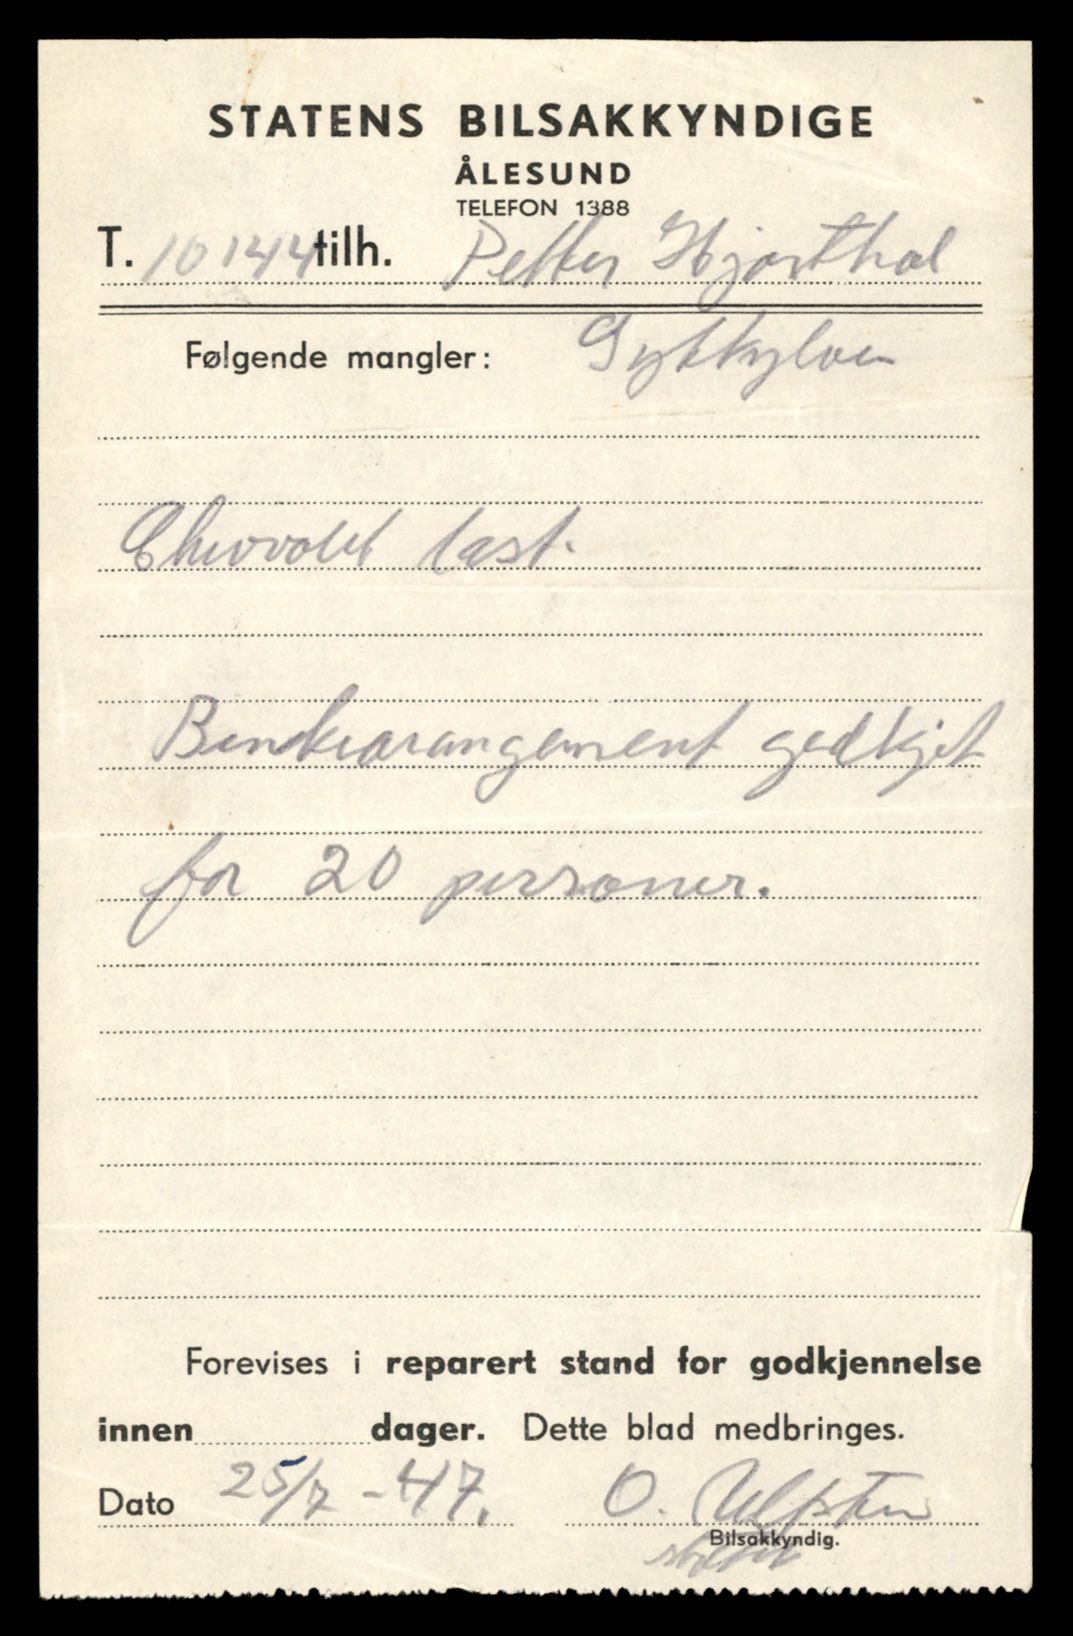 STATENS BILSAKKYNDIGE
ÅLESUND
TELEFON 1388
T. 10144 tilh. Petter Hjorthol
Følgende mangler: Sykkylven
Chevrolet last.
Benkearangement godkjet
for 20 personer.
Forevises i reparert stand for godkjennelse
innen dager. Dette blad medbringes.
Dato 25/7 - 47. O.
Bilsakkyndig.